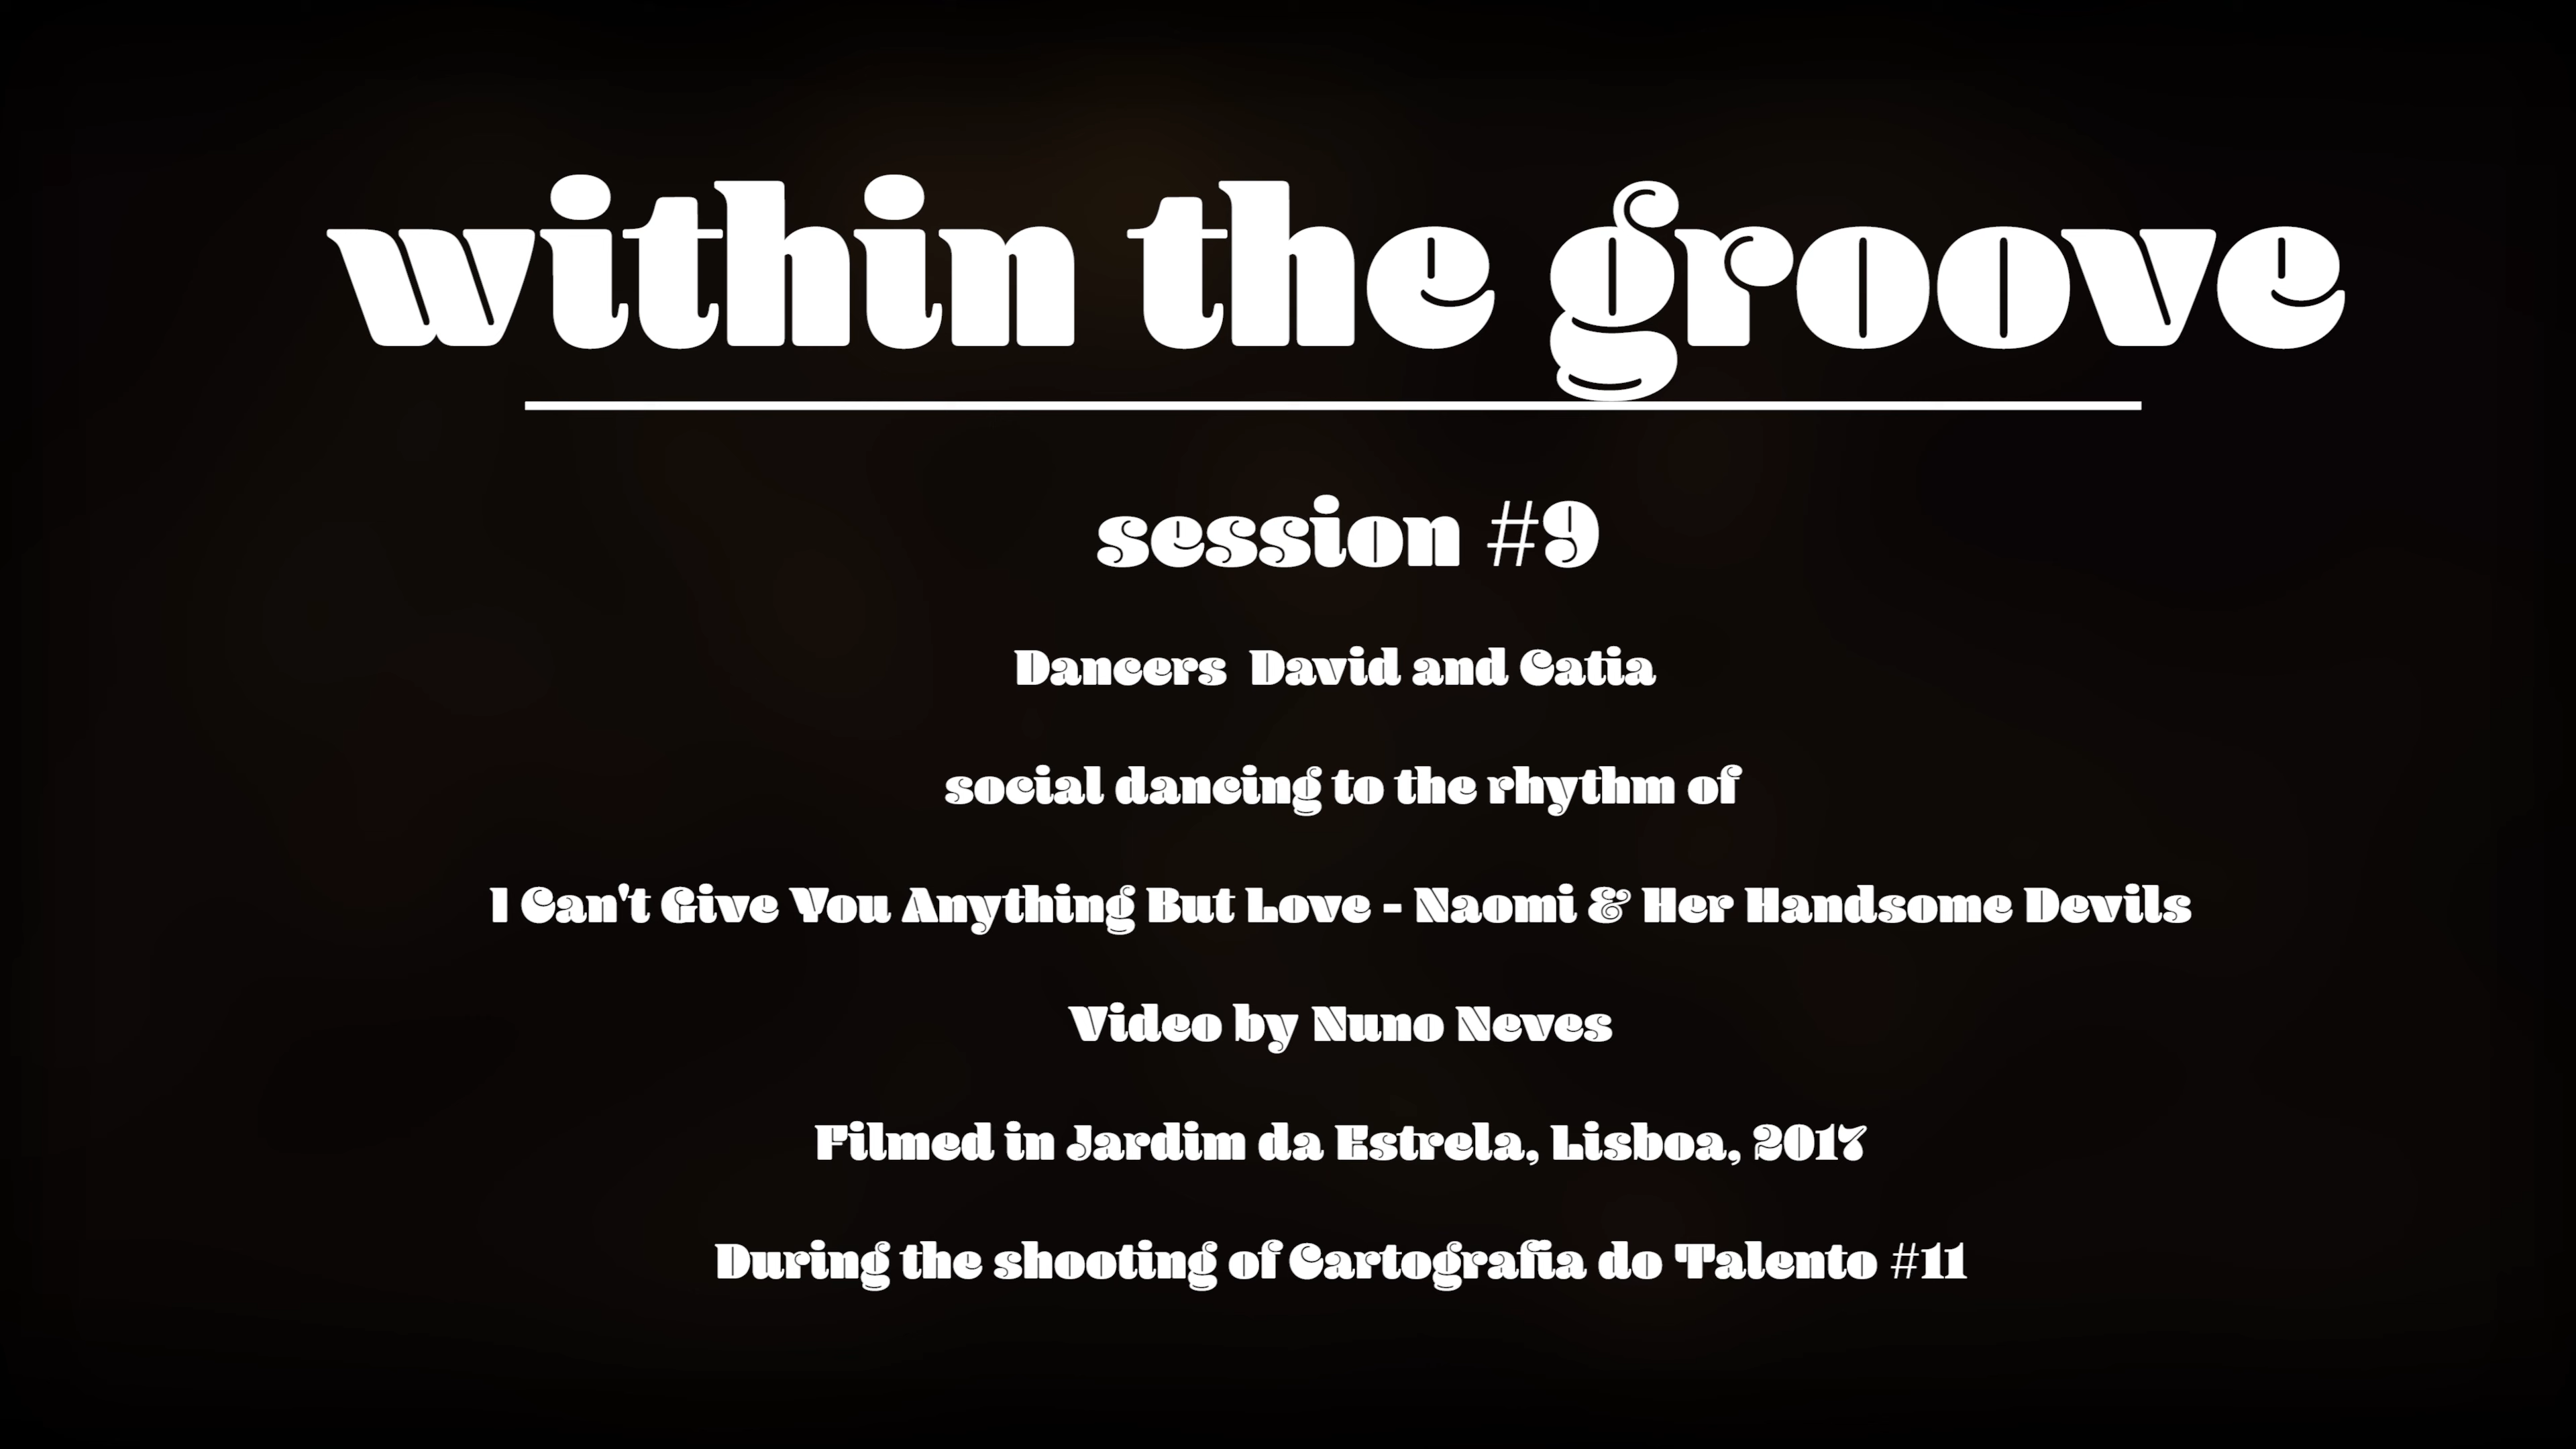 within the groove
session #9
Dancers  David and Catia
social dancing to the rhythm of
I Can't Give You Anything But Love - Naomi & Her Handsome Devils
Video by Nuno Neves
Filmed in Jardim da Estrela, Lisboa, 2017
During the shooting of Cartografia do Talento #11